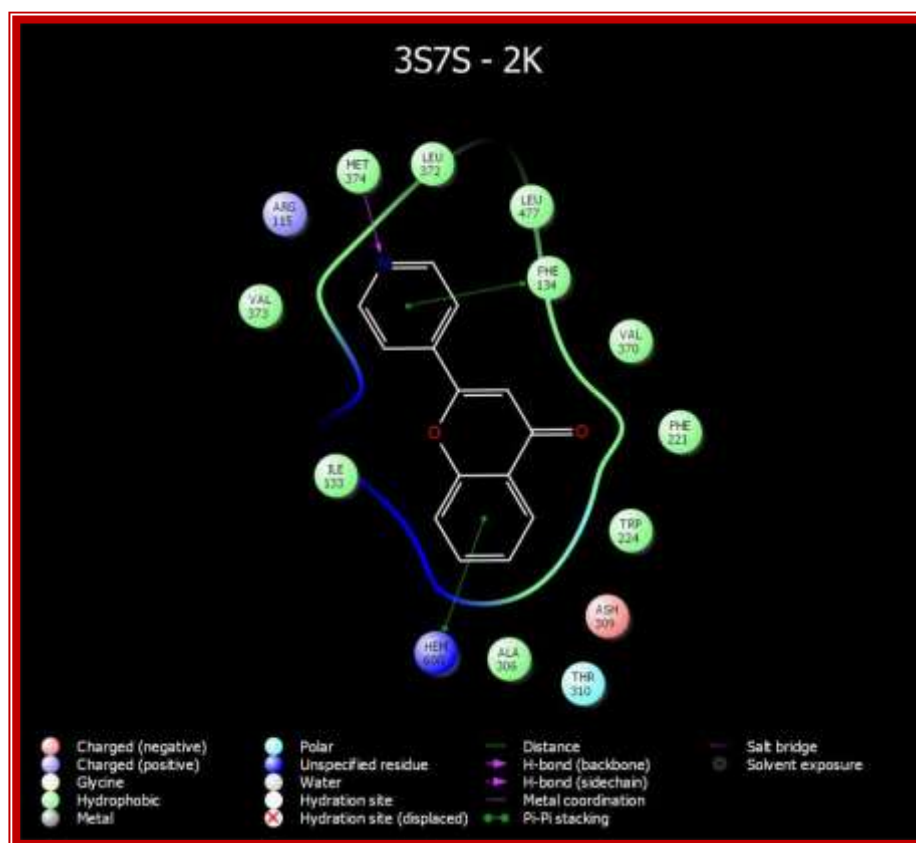 3S7S - 2K
MET
374
LEU
372
ARG
115
LEU
477
N
PHE
134
VAL
373
VAL
370
O
O
PHE
221
ILE
133
TRP
224
ASH
309
HEM
600
ALA
306
THR
310
Charged (negative)
Charged (positive)
Glycine
Hydrophobic
Metal
Polar
Unspecified residue
Water
Hydration site
Hydration site (displaced)
Distance
H-bond (backbone)
H-bond (sidechain)
Metal coordination
Pi-Pi stacking
Salt bridge
Solvent exposure